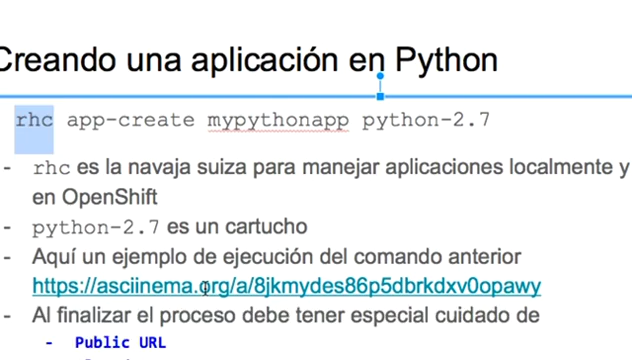 Creando una aplicación en Python
rhc app-create mypythonapp python-2.7
- rhc es la navaja suiza para manejar aplicaciones localmente y
en OpenShift
- python-2.7 es un cartucho
- Aquí un ejemplo de ejecución del comando anterior
https://asciinema.org/a/8jkmydes86p5dbrkdxv0opawy
- Al finalizar el proceso debe tener especial cuidado de
- Public URL